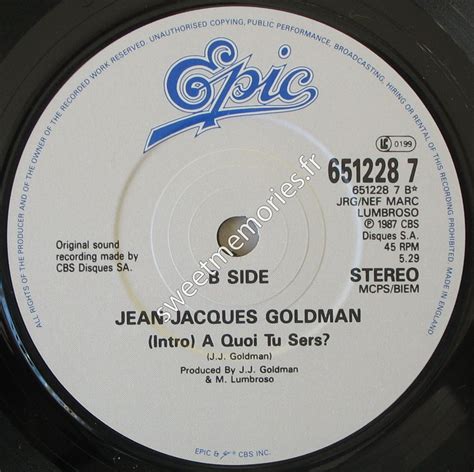 ALL RIGHTS OF THE PRODUCER AND OF THE OWNER OF THE RECORDED WORK RESERVED. UNAUTHORISED COPYING, PUBLIC PERFORMANCE, BROADCASTING, HIRING OR RENTAL OF THIS RECORDING PROHIBITED. MADE IN ENGLAND.
Epic
LC 0199
651228 7
651228 7 B*
JRG/NEF MARC
LUMBROSO
℗ 1987 CBS
Disques S.A.
45 RPM
5.29
Original sound
recording made by
CBS Disques SA.
B SIDE
STEREO
MCPS/BIEM
JEAN JACQUES GOLDMAN
(Intro) A Quoi Tu Sers?
(J.J. Goldman)
Produced By J.J. Goldman
& M. Lumbroso
EPIC & CBS INC.
sweetmemories.fr